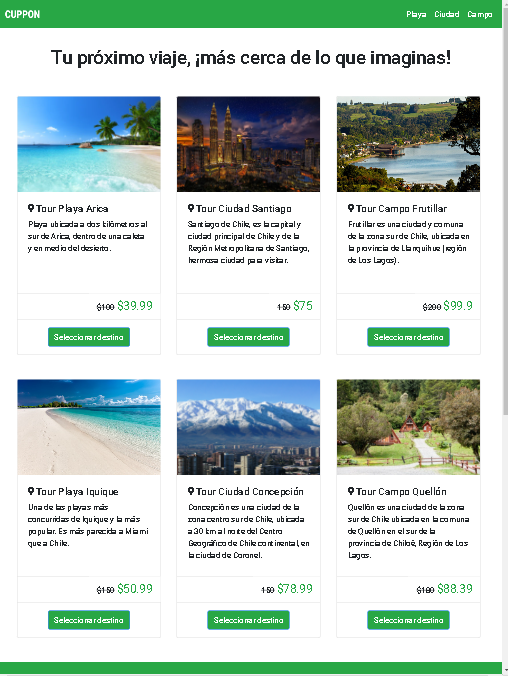 CUPPON
Playa Ciudad Campo
Tu próximo viaje, ¡más cerca de lo que imaginas!
Tour Playa Arica
Playa ubicada a dos kilómetros al
sur de Arica, dentro de una caleta
y en medio del desierto.
$100 $39.99
Seleccionar destino
Tour Ciudad Santiago
Santiago de Chile, es la capital y
ciudad principal de Chile y de la
Región Metropolitana de Santiago,
hermosa ciudad para visitar.
150 $75
Seleccionar destino
Tour Campo Frutillar
Frutillar es una ciudad y comuna
de la zona sur de Chile, ubicada en
la provincia de Llanquihue (región
de Los Lagos).
$200 $99.9
Seleccionar destino
Tour Playa Iquique
Una de las playas más
concurridas de Iquique y la más
popular. Es más parecida a Miami
que a Chile.
$150 $50.99
Seleccionar destino
Tour Ciudad Concepción
Concepción es una ciudad de la
zona centro sur de Chile, ubicada
a 30 km al norte del Centro
Geográfico de Chile continental, en
la ciudad de Coronel.
150 $78.99
Seleccionar destino
Tour Campo Quellón
Quellón es una ciudad de la zona
sur de Chile ubicada en la comuna
de Quellón en el sur de la
provincia de Chiloé, Región de Los
Lagos.
$180 $88.39
Seleccionar destino